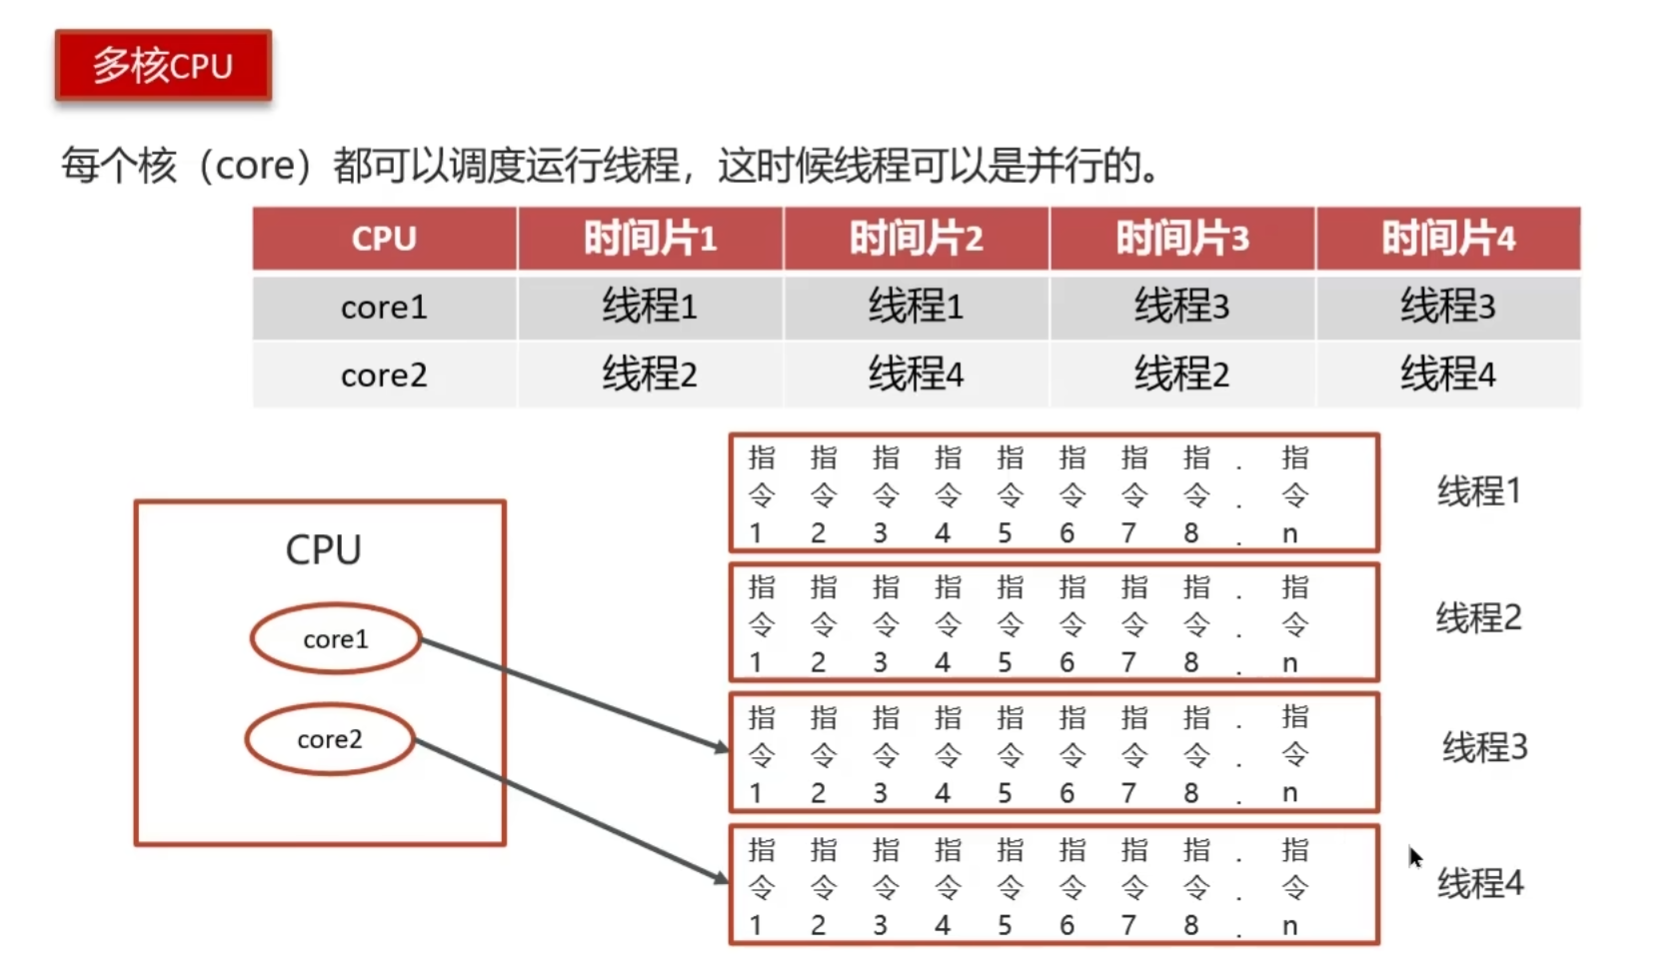 多核CPU
每个核（core）都可以调度运行线程，这时候线程可以是并行的。
CPU 时间片1 时间片2 时间片3 时间片4
core1 线程1 线程1 线程3 线程3
core2 线程2 线程4 线程2 线程4
指 指 指 指 指 指 指 指 . 指
令 令 令 令 令 令 令 令 . 令
1 2 3 4 5 6 7 8 . n
线程1
CPU
指 指 指 指 指 指 指 指 . 指
令 令 令 令 令 令 令 令 . 令
1 2 3 4 5 6 7 8 . n
线程2
core1
指 指 指 指 指 指 指 指 . 指
令 令 令 令 令 令 令 令 . 令
1 2 3 4 5 6 7 8 . n
线程3
core2
指 指 指 指 指 指 指 指 . 指
令 令 令 令 令 令 令 令 . 令
1 2 3 4 5 6 7 8 . n
线程4